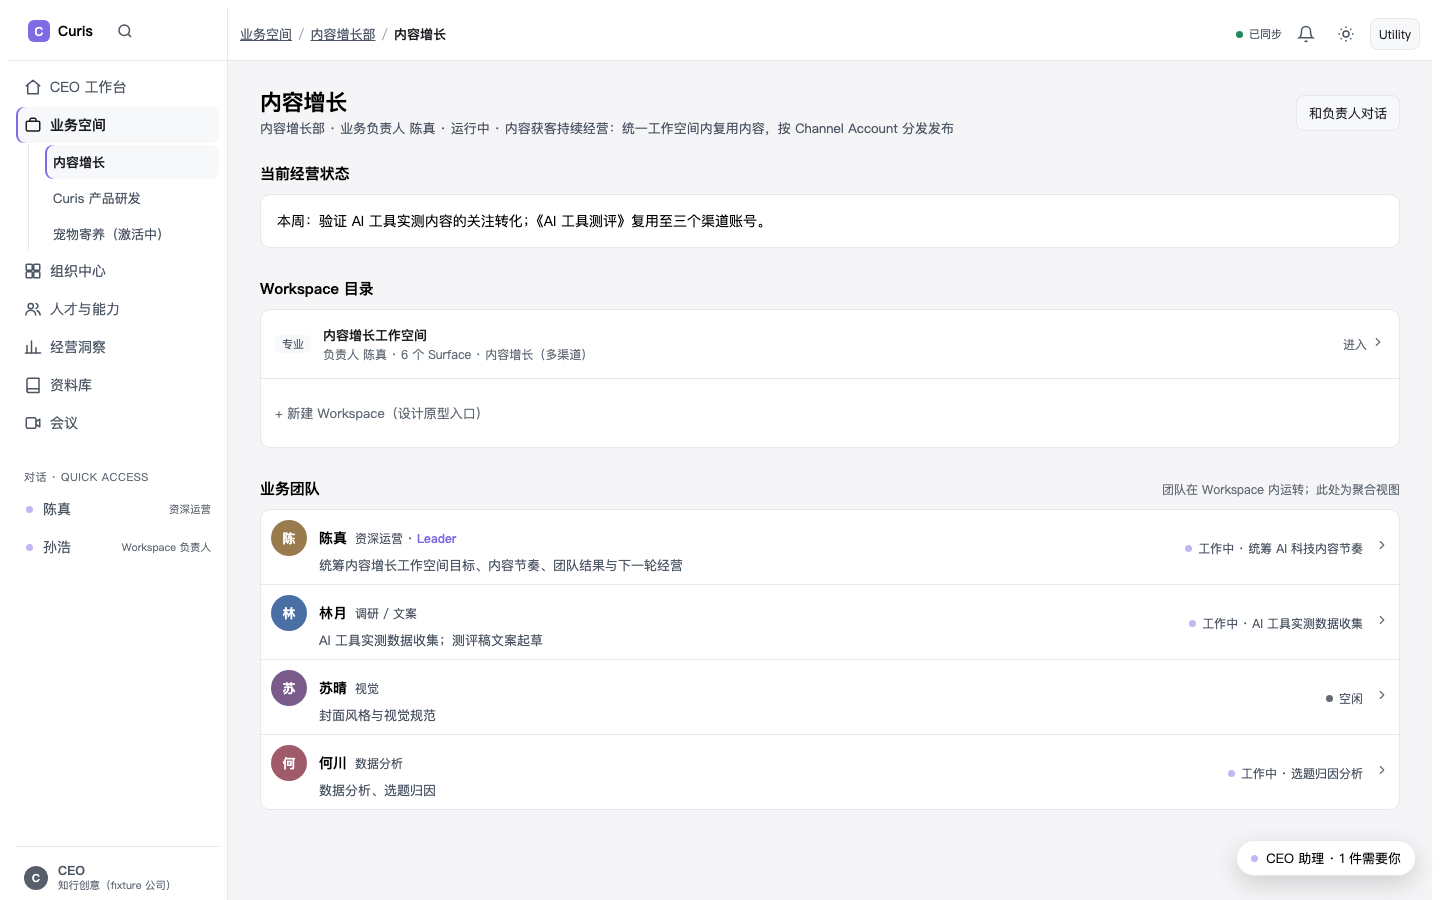 C Curis
CEO 工作台
业务空间
内容增长
Curis 产品研发
宠物寄养（激活中）
组织中心
人才与能力
经营洞察
资料库
会议
对话 · QUICK ACCESS
陈真 资深运营
孙浩 Workspace 负责人
C CEO
知行创意（fixture 公司）
业务空间 / 内容增长部 / 内容增长
已同步 Utility
内容增长
内容增长部 · 业务负责人 陈真 · 运行中 · 内容获客持续经营：统一工作空间内复用内容，按 Channel Account 分发发布
和负责人对话
当前经营状态
本周：验证 AI 工具实测内容的关注转化；《AI 工具测评》复用至三个渠道账号。
Workspace 目录
专业 内容增长工作空间
负责人 陈真 · 6 个 Surface · 内容增长（多渠道）
进入
+ 新建 Workspace（设计原型入口）
业务团队 团队在 Workspace 内运转；此处为聚合视图
陈 陈真 资深运营 · Leader
统筹内容增长工作空间目标、内容节奏、团队结果与下一轮经营
工作中 · 统筹 AI 科技内容节奏
林 林月 调研 / 文案
AI 工具实测数据收集；测评稿文案起草
工作中 · AI 工具实测数据收集
苏 苏晴 视觉
封面风格与视觉规范
空闲
何 何川 数据分析
数据分析、选题归因
工作中 · 选题归因分析
CEO 助理 · 1 件需要你